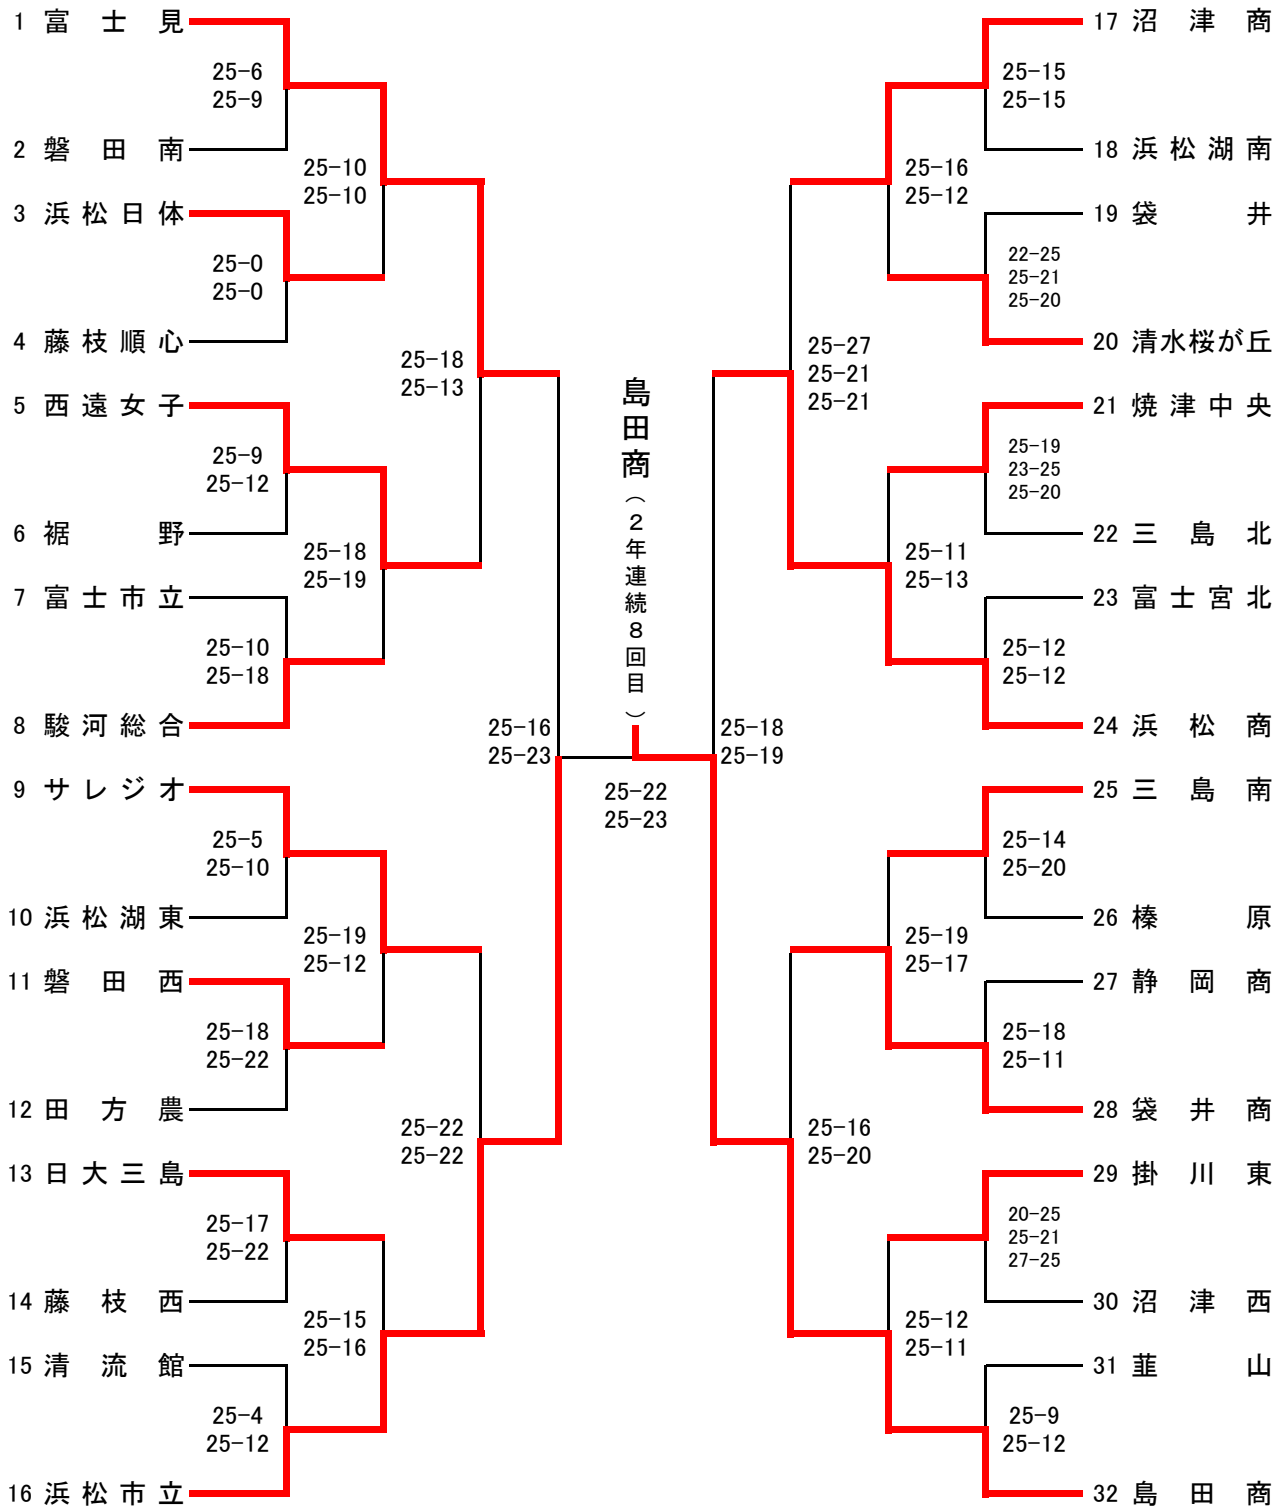 1 富士見
25-6
25-9
2 磐田南
25-10
25-10
3 浜松日体
25-0
25-0
4 藤枝順心
25-18
25-13
5 西遠女子
25-9
25-12
6 裾野
25-18
25-19
7 富士市立
25-10
25-18
8 駿河総合
25-16
25-23
9 サレジオ
25-5
25-10
10 浜松湖東
25-19
25-12
11 磐田西
25-18
25-22
12 田方農
25-22
25-22
13 日大三島
25-17
25-22
14 藤枝西
25-15
25-16
15 清流館
25-4
25-12
16 浜松市立
島田商（２年連続８回目）
25-22
25-23
17 沼津商
25-15
25-15
18 浜松湖南
25-16
25-12
19 袋井
22-25
25-21
25-20
20 清水桜が丘
25-27
25-21
25-21
21 焼津中央
25-19
23-25
25-20
22 三島北
25-11
25-13
23 富士宮北
25-12
25-12
24 浜松商
25-18
25-19
25 三島南
25-14
25-20
26 榛原
25-19
25-17
27 静岡商
25-18
25-11
28 袋井商
25-16
25-20
29 掛川東
20-25
25-21
27-25
30 沼津西
25-12
25-11
31 韮山
25-9
25-12
32 島田商